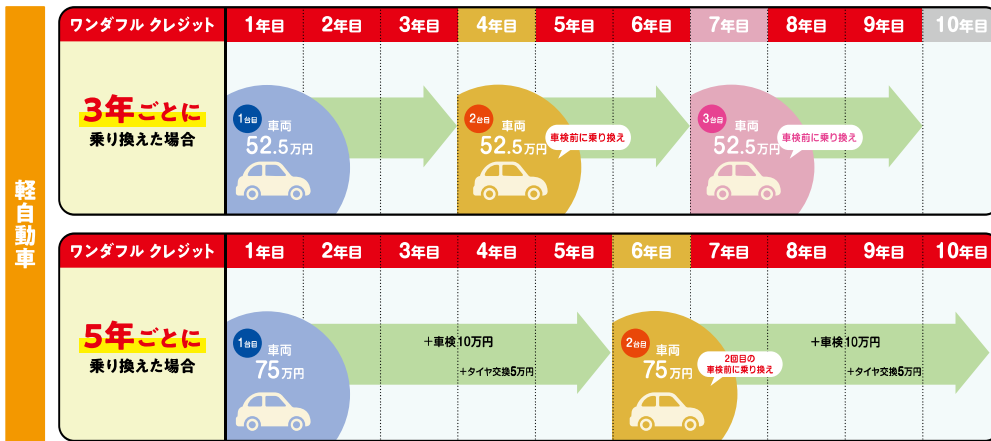 軽自動車
ワンダフル クレジット 1年目 2年目 3年目 4年目 5年目 6年目 7年目 8年目 9年目 10年目
3年ごとに
乗り換えた場合
1台目
車両
52.5万円
2台目
車両
52.5万円
車検前に乗り換え
3台目
車両
52.5万円
車検前に乗り換え
ワンダフル クレジット 1年目 2年目 3年目 4年目 5年目 6年目 7年目 8年目 9年目 10年目
5年ごとに
乗り換えた場合
1台目
車両
75万円
+車検10万円
+タイヤ交換5万円
2台目
車両
75万円
2回目の
車検前に乗り換え
+車検10万円
+タイヤ交換5万円